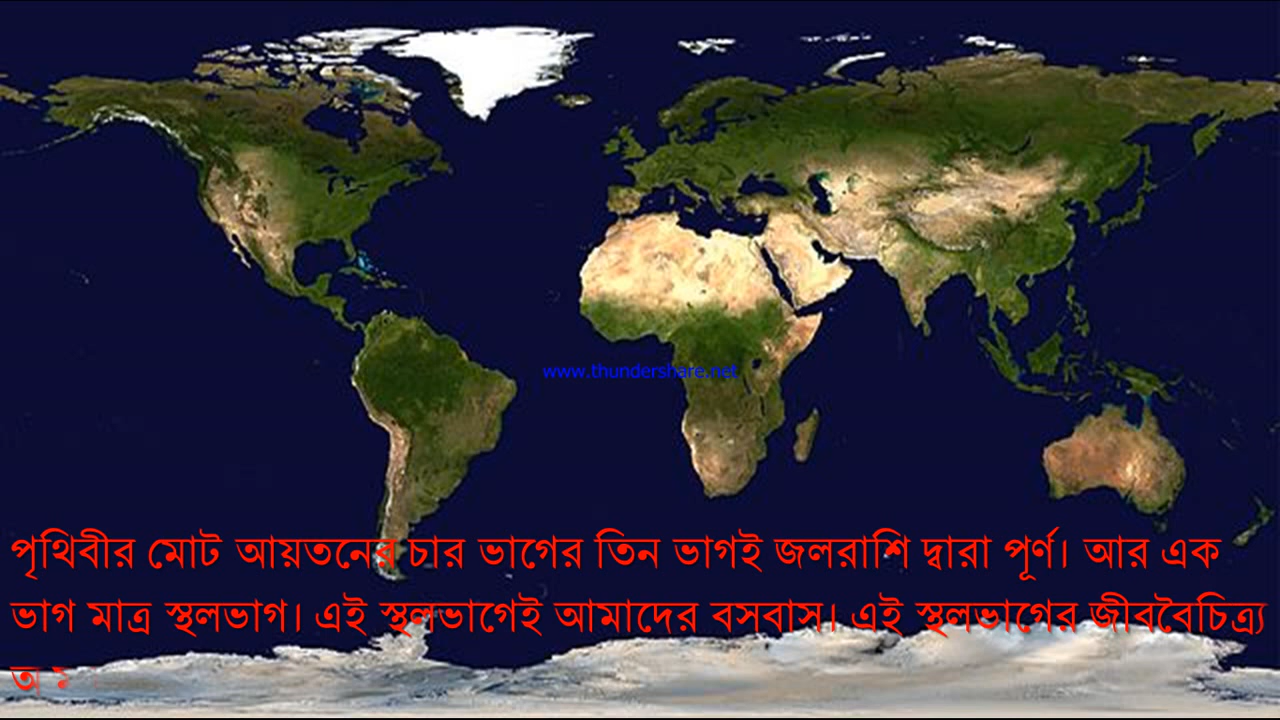 www.thundershare.net
পৃথিবীর মোট আয়তনের চার ভাগের তিন ভাগই জলরাশি দ্বারা পূর্ণ। আর এক
ভাগ মাত্র স্থলভাগ। এই স্থলভাগেই আমাদের বসবাস। এই স্থলভাগের জীববৈচিত্র্য